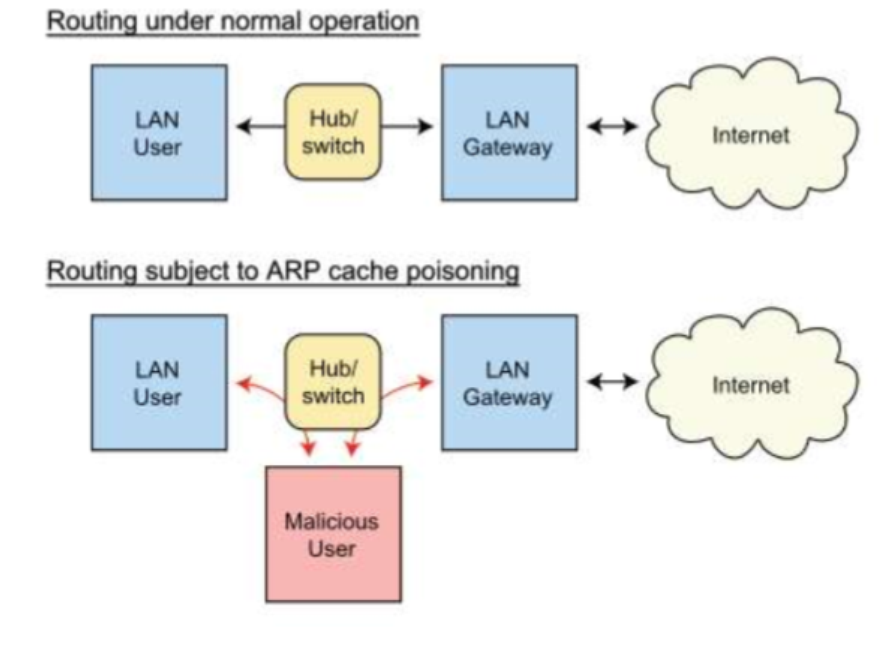 Routing under normal operation
LAN
User
Hub/
switch
LAN
Gateway
Internet
Routing subject to ARP cache poisoning
LAN
User
Hub/
switch
LAN
Gateway
Internet
Malicious
User